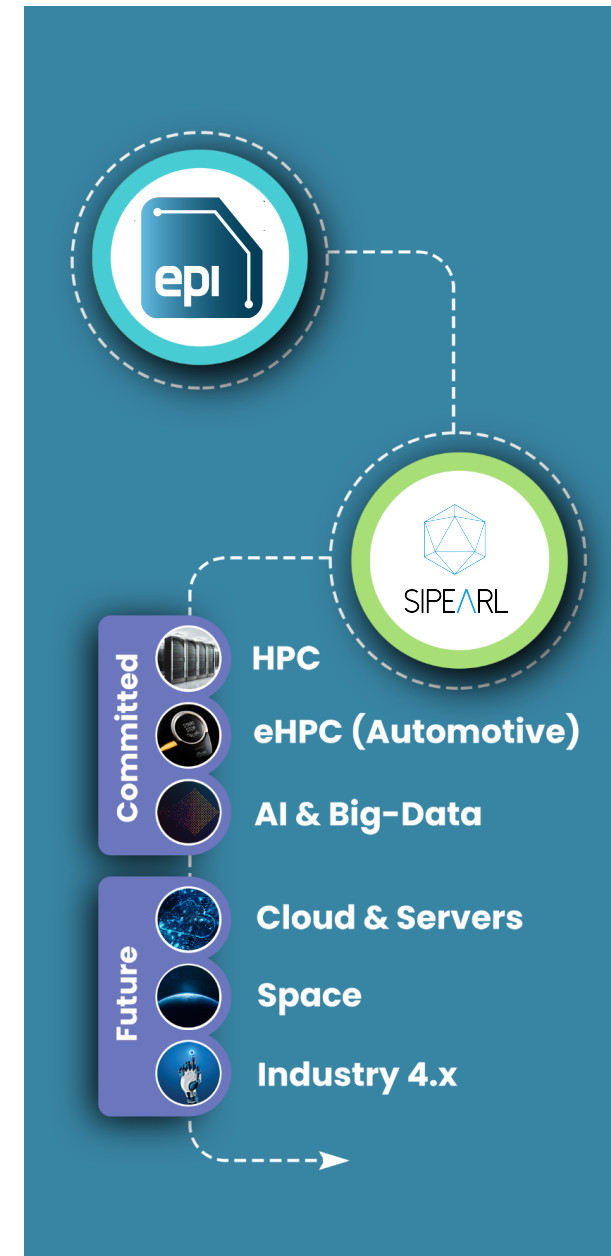 epi
SIPEARL
Committed
HPC
eHPC (Automotive)
AI & Big-Data
Future
Cloud & Servers
Space
Industry 4.x